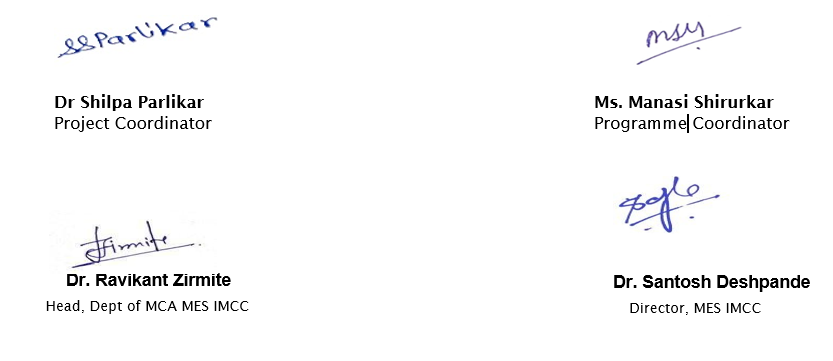 SSParlikar
Dr Shilpa Parlikar
Project Coordinator
Ms. Manasi Shirurkar
Programme Coordinator
Zirmite
Dr. Ravikant Zirmite
Head, Dept of MCA MES IMCC
Dr. Santosh Deshpande
Director, MES IMCC